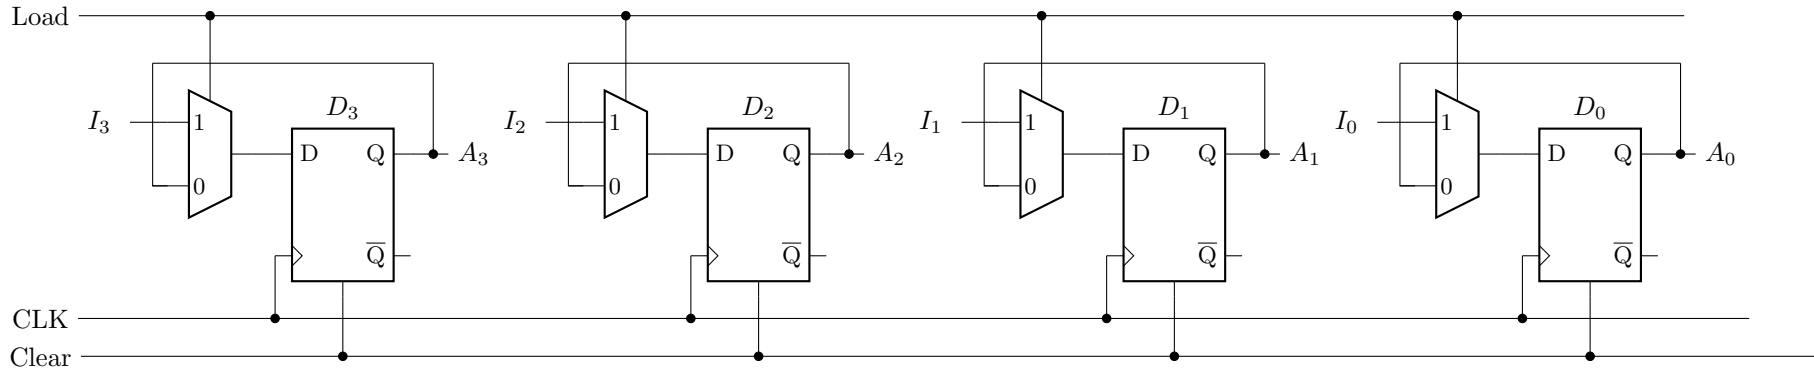 Load
D₃ D₂ D₁ D₀
I₃ 1 I₂ 1 I₁ 1 I₀ 1
D Q A₃ D Q A₂ D Q A₁ D Q A₀
0 0 0 0
Q̅ Q̅ Q̅ Q̅
CLK
Clear